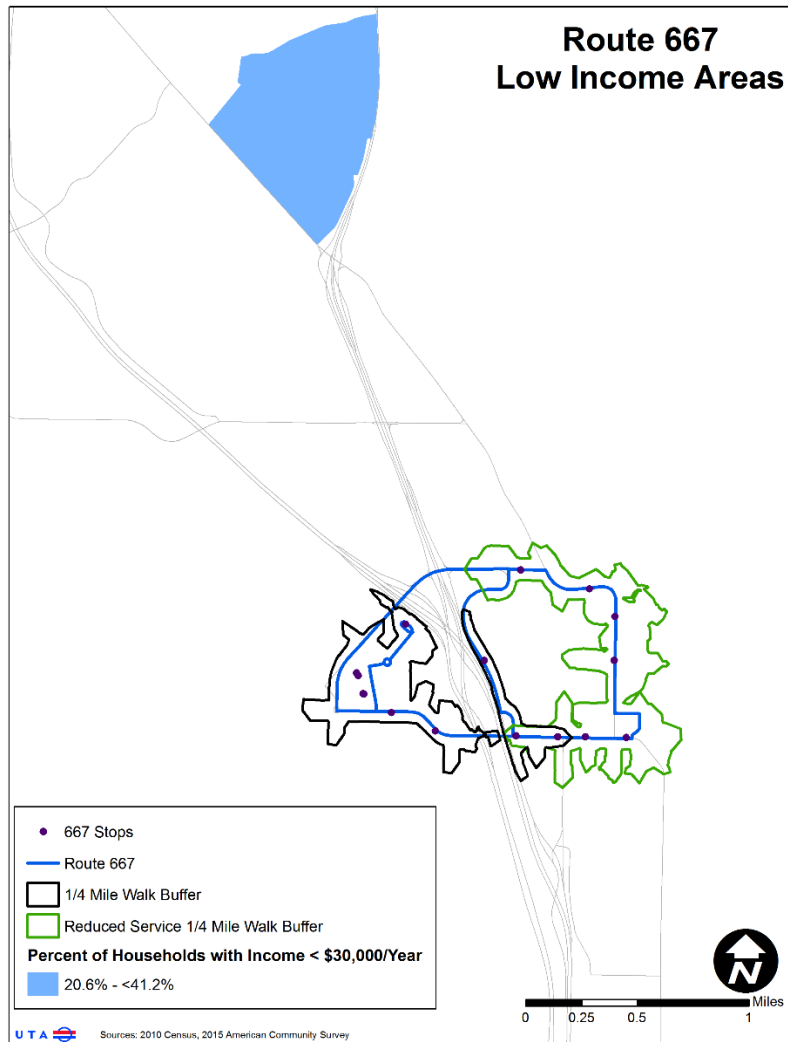 Route 667
Low Income Areas
667 Stops
Route 667
1/4 Mile Walk Buffer
Reduced Service 1/4 Mile Walk Buffer
Percent of Households with Income < $30,000/Year
20.6% - <41.2%
N
Miles
0 0.25 0.5 1
U T A
Sources: 2010 Census, 2015 American Community Survey